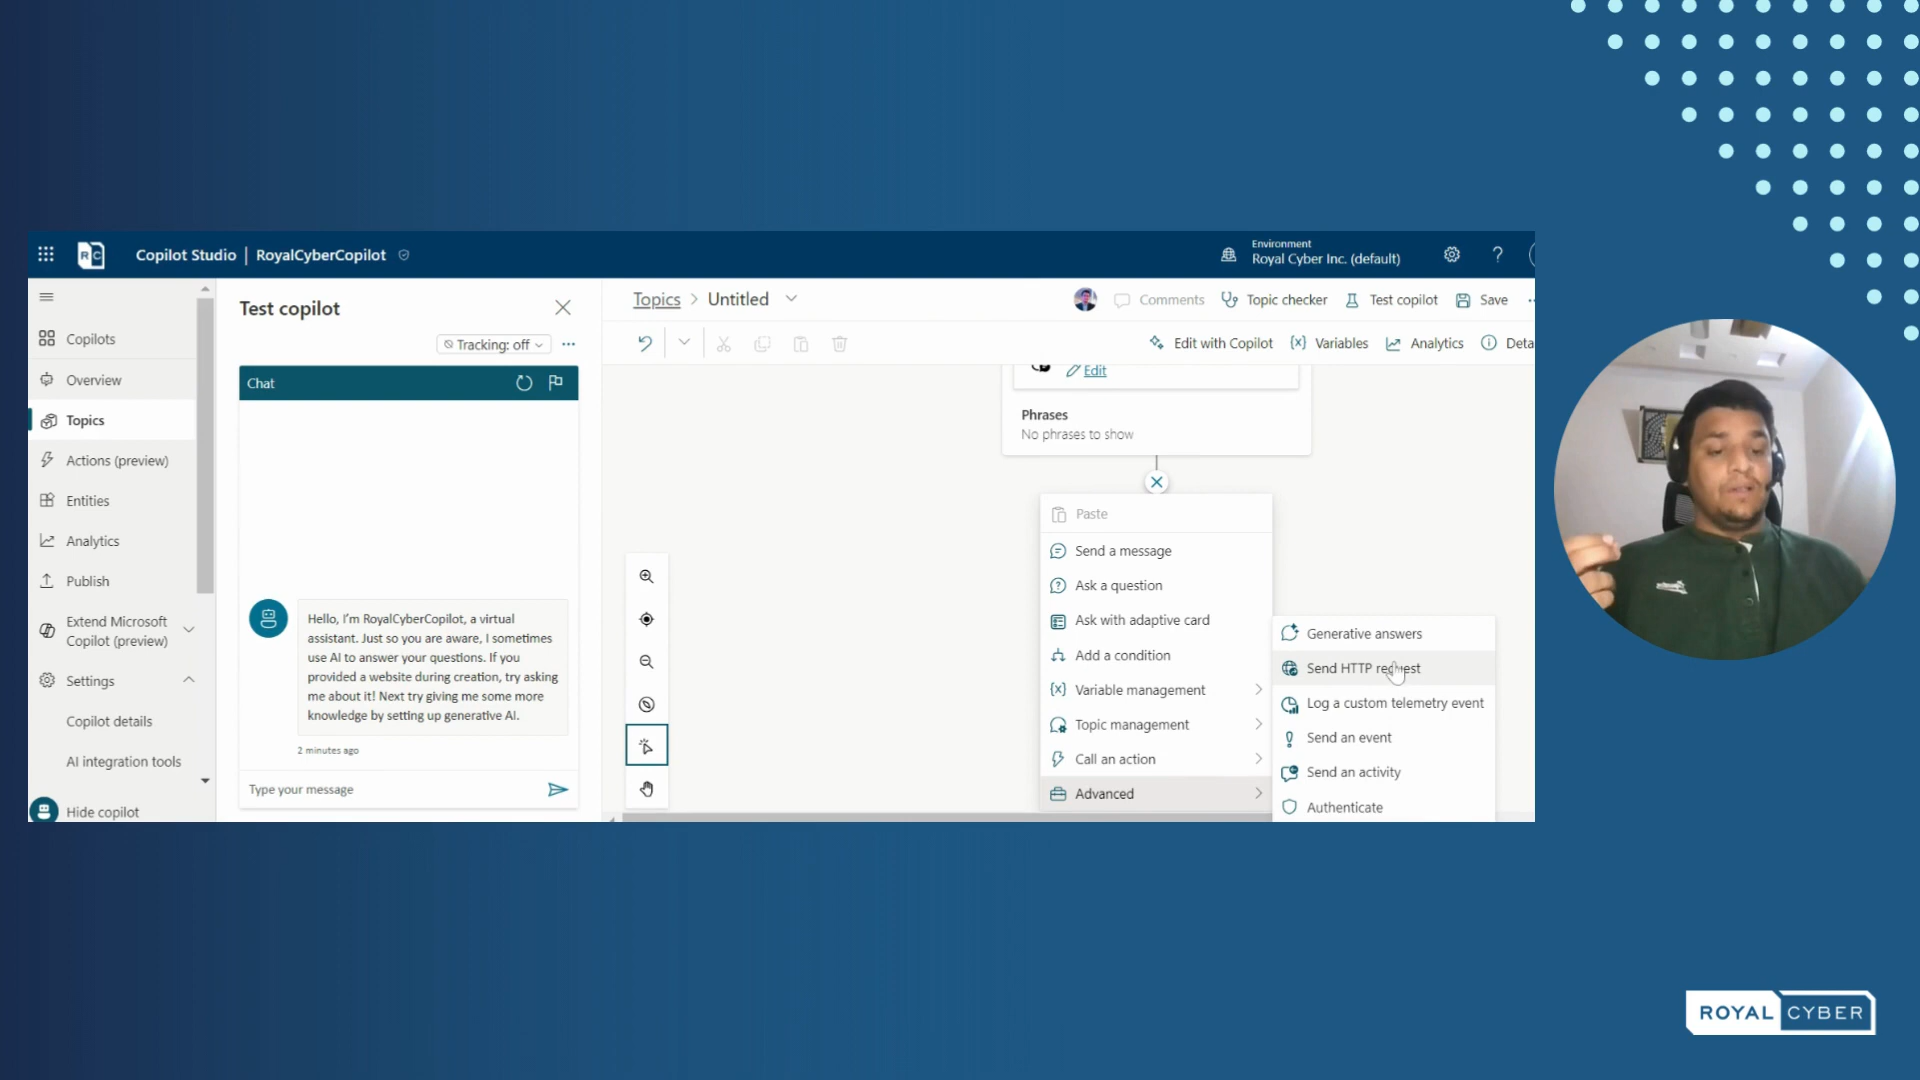 RC
Copilot Studio | RoyalCyberCopilot
Environment
Royal Cyber Inc. (default)
?
Copilots
Overview
Topics
Actions (preview)
Entities
Analytics
Publish
Extend Microsoft
Copilot (preview)
Settings
Copilot details
AI integration tools
Hide copilot
Test copilot
Tracking: off
Chat
Hello, I'm RoyalCyberCopilot, a virtual
assistant. Just so you are aware, I sometimes
use AI to answer your questions. If you
provided a website during creation, try asking
me about it! Next try giving me some more
knowledge by setting up generative AI.
2 minutes ago
Type your message
Topics > Untitled
Comments
Topic checker
Test copilot
Save
Edit with Copilot
{x} Variables
Analytics
Deta
Edit
Phrases
No phrases to show
Paste
Send a message
Ask a question
Ask with adaptive card
Add a condition
{x} Variable management
Topic management
Call an action
Advanced
Generative answers
Send HTTP request
Log a custom telemetry event
Send an event
Send an activity
Authenticate
ROYAL CYBER